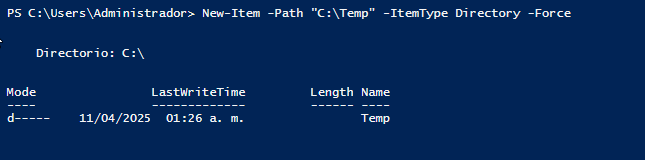 PS C:\Users\Administrador> New-Item -Path "C:\Temp" -ItemType Directory -Force
Directorio: C:\
Mode LastWriteTime Length Name
---- ------------- ------ ----
d----- 11/04/2025 01:26 a. m. Temp